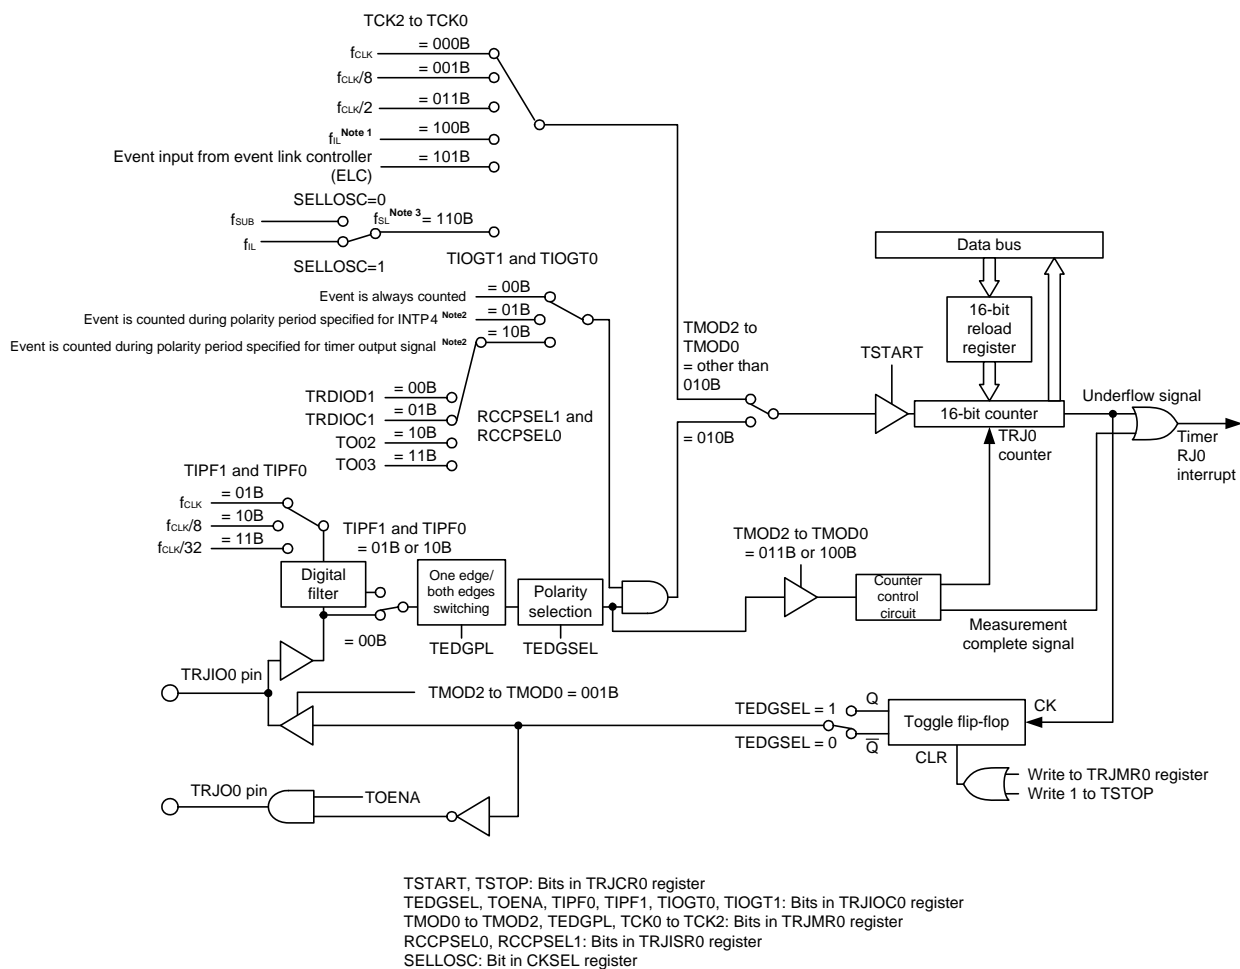 TCK2 to TCK0
fCLK = 000B
fCLK/8 = 001B
fCLK/2 = 011B
fIL Note 1 = 100B
Event input from event link controller = 101B
(ELC)
SELLOSC=0
fSUB
fSL Note 3 = 110B
fIL
SELLOSC=1
TIOGT1 and TIOGT0
Event is always counted = 00B
Event is counted during polarity period specified for INTP4 Note2 = 01B
Event is counted during polarity period specified for timer output signal Note2 = 10B
TRDIOD1 = 00B
TRDIOC1 = 01B
TO02 = 10B
TO03 = 11B
RCCPSEL1 and
RCCPSEL0
Data bus
16-bit
reload
register
TMOD2 to
TMOD0
= other than
010B
= 010B
TSTART
16-bit counter
TRJ0
counter
Underflow signal
Timer
RJ0
interrupt
TIPF1 and TIPF0
fCLK = 01B
fCLK/8 = 10B
fCLK/32 = 11B
Digital
filter
TIPF1 and TIPF0
= 01B or 10B
= 00B
One edge/
both edges
switching
TEDGPL
Polarity
selection
TEDGSEL
TMOD2 to TMOD0
= 011B or 100B
Counter
control
circuit
Measurement
complete signal
TRJIO0 pin
TMOD2 to TMOD0 = 001B
TEDGSEL = 1
Q
TEDGSEL = 0
Q̅
Toggle flip-flop
CK
CLR
Write to TRJMR0 register
Write 1 to TSTOP
TRJO0 pin
TOENA
TSTART, TSTOP: Bits in TRJCR0 register
TEDGSEL, TOENA, TIPF0, TIPF1, TIOGT0, TIOGT1: Bits in TRJIOC0 register
TMOD0 to TMOD2, TEDGPL, TCK0 to TCK2: Bits in TRJMR0 register
RCCPSEL0, RCCPSEL1: Bits in TRJISR0 register
SELLOSC: Bit in CKSEL register